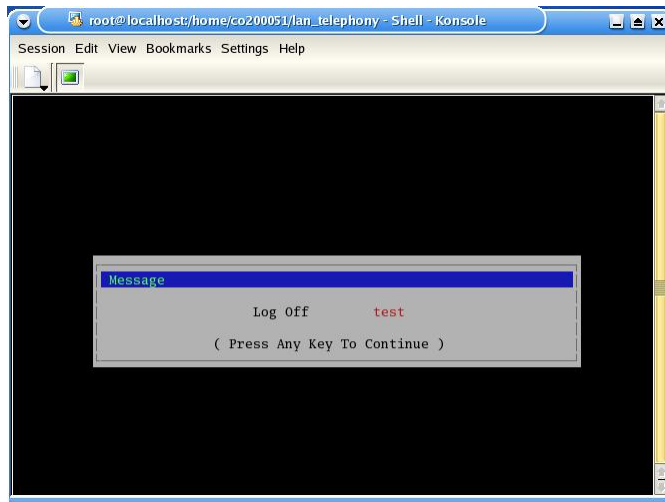 root@localhost:/home/co200051/lan_telephony - Shell - Konsole
Session Edit View Bookmarks Settings Help
Message
Log Off test
( Press Any Key To Continue )